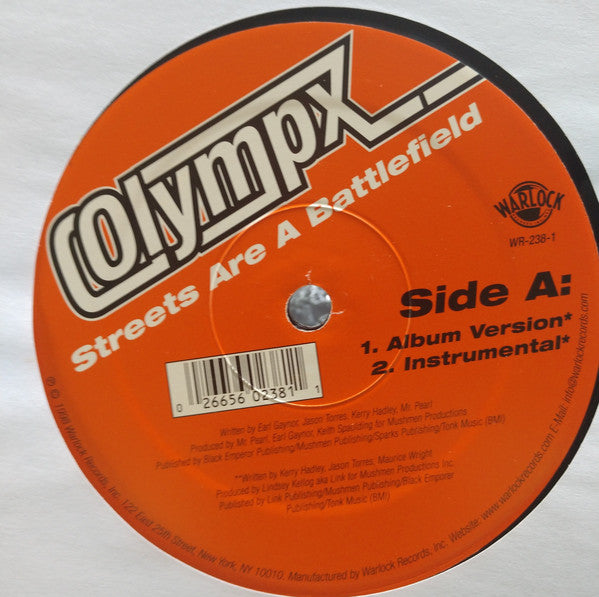 Olympx
Streets Are A Battlefield
WARLOCK
WR-238-1
Side A:
1. Album Version*
2. Instrumental*
0 26656 02381 1
Written by Earl Gaynor, Jason Torres, Kerry Hadley, Mr. Pearl
Produced by Mr. Pearl, Earl Gaynor, Keith Spaulding for Mushmen Productions
Published by Black Emperor Publishing/Mushmen Publishing/Sparks Publishing/Tonk Music (BMI)
**Written by Kerry Hadley, Jason Torres, Maurice Wright
Produced by Lindsey Kellog aka Link for Mushmen Productions Inc.
Published by Link Publishing/Mushmen Publishing/Black Emporer
Publishing/Tonk Music (BMI)
℗ © 1998 Warlock Records, Inc. 122 East 25th Street, New York, NY 10010. Manufactured by Warlock Records, Inc. Website: www.warlockrecords.com E-Mail: info@warlockrecords.com